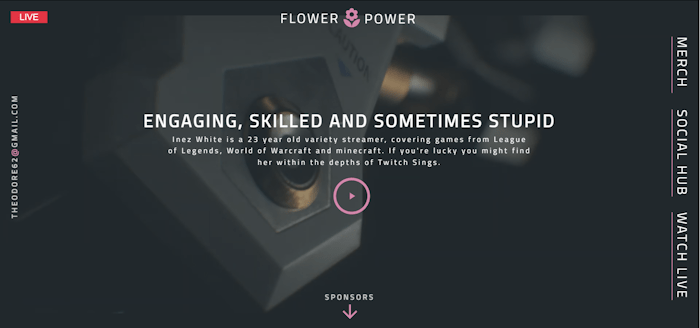 LIVE
FLOWER POWER
THEODORE62@GMAIL.COM
CAUTION
ENGAGING, SKILLED AND SOMETIMES STUPID
Inez White is a 23 year old variety streamer, covering games from League
of Legends, World of Warcraft and minecraft. If you're lucky you might find
her within the depths of Twitch Sings.
MERCH
SOCIAL HUB
WATCH LIVE
SPONSORS